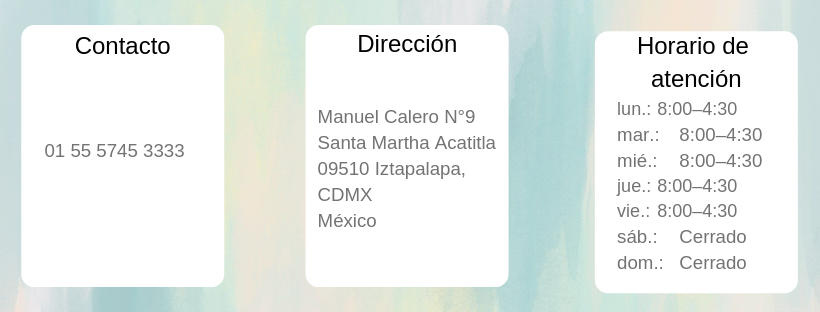 Contacto
01 55 5745 3333
Dirección
Manuel Calero N°9
Santa Martha Acatitla
09510 Iztapalapa,
CDMX
México
Horario de
atención
lun.: 8:00–4:30
mar.: 8:00–4:30
mié.: 8:00–4:30
jue.: 8:00–4:30
vie.: 8:00–4:30
sáb.: Cerrado
dom.: Cerrado